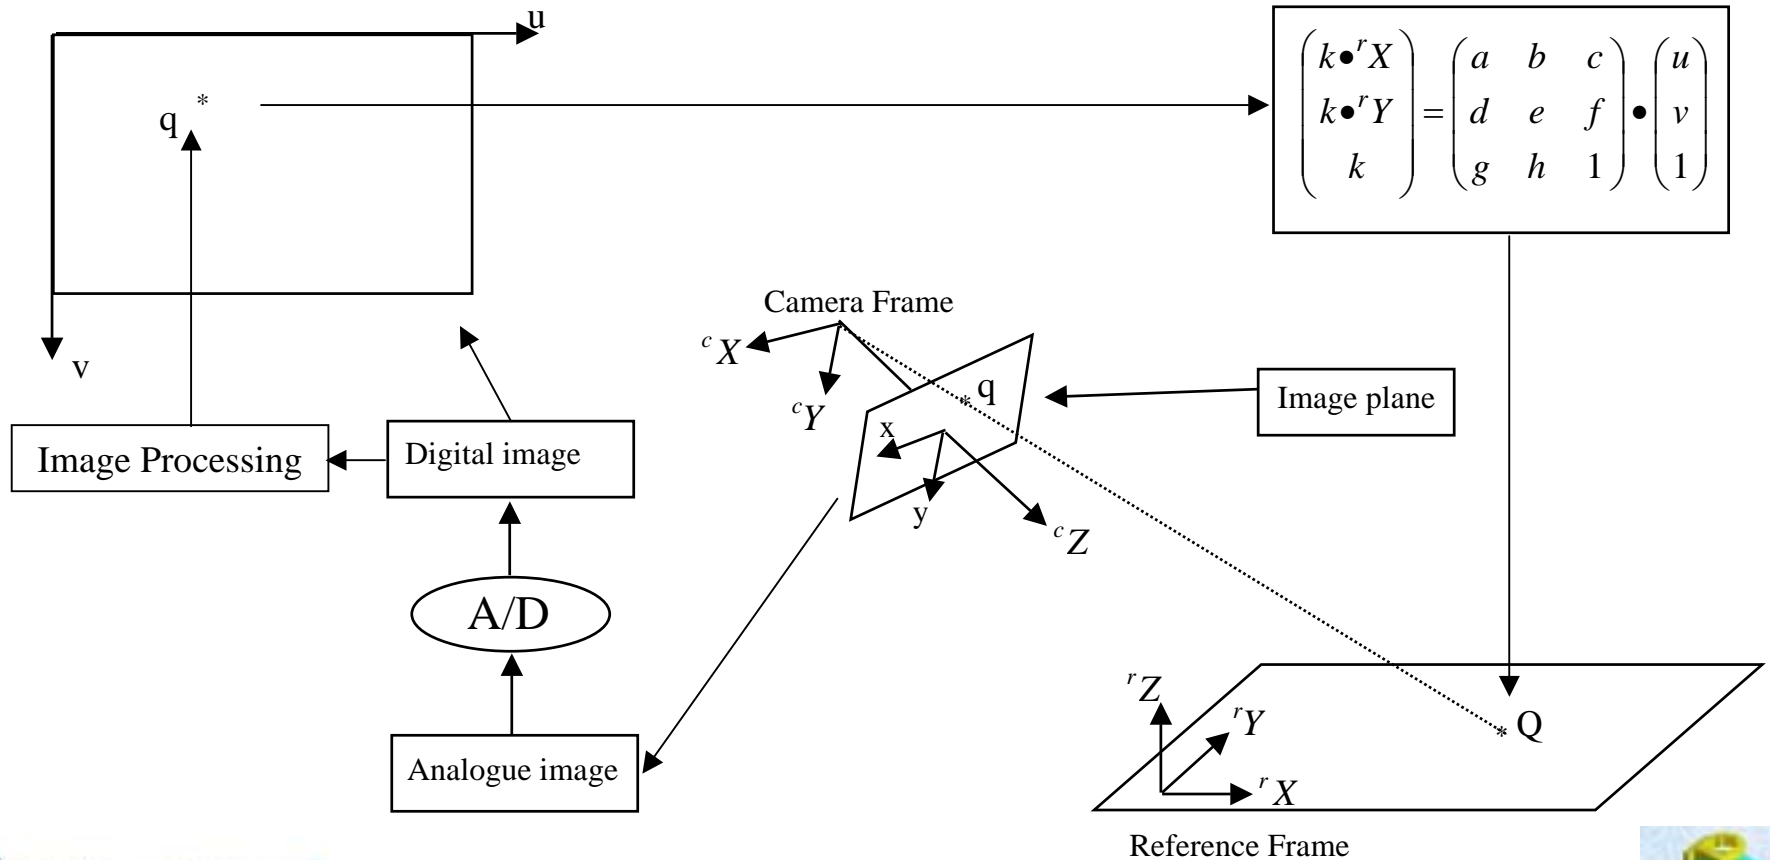 u
q *
v
k•ʳX a b c u
k•ʳY = d e f • v
k g h 1 1
Camera Frame
ᶜX
ᶜY
* q
x
y
ᶜZ
Image plane
Image Processing
Digital image
A/D
Analogue image
ʳZ
ʳY
ʳX
* Q
Reference Frame